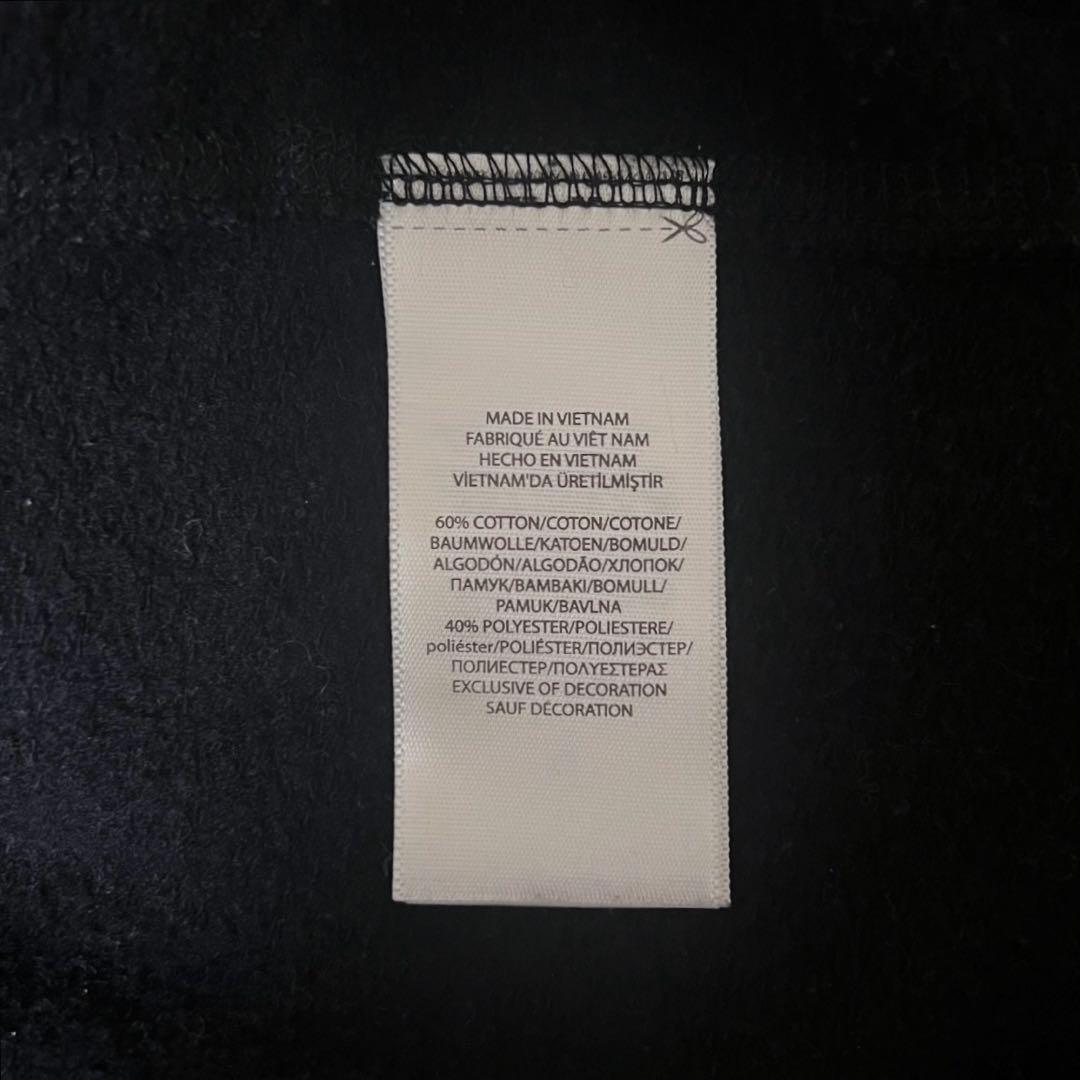 MADE IN VIETNAM
FABRIQUÉ AU VIÊT NAM
HECHO EN VIETNAM
VİETNAM'DA ÜRETİLMİŞTİR
60% COTTON/COTON/COTONE/
BAUMWOLLE/KATOEN/BOMULD/
ALGODÓN/ALGODÃO/ХЛОПОК/
ПАМУК/ΒΑΜΒΑΚΙ/BOMULL/
PAMUK/BAVLNA
40% POLYESTER/POLIESTERE/
poliéster/POLIÉSTER/ПОЛИЭСТЕР/
ПОЛИЕСТЕР/ΠΟΛΥΕΣΤΕΡΑΣ
EXCLUSIVE OF DECORATION
SAUF DÉCORATION